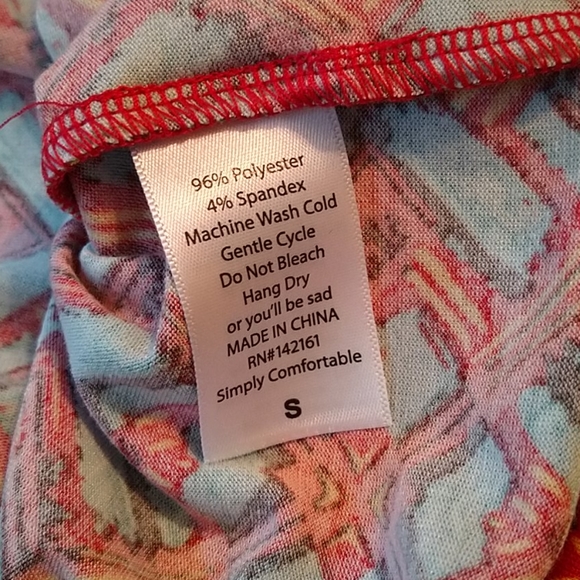 96% Polyester
4% Spandex
Machine Wash Cold
Gentle Cycle
Do Not Bleach
Hang Dry
or you'll be sad
MADE IN CHINA
RN#142161
Simply Comfortable
S